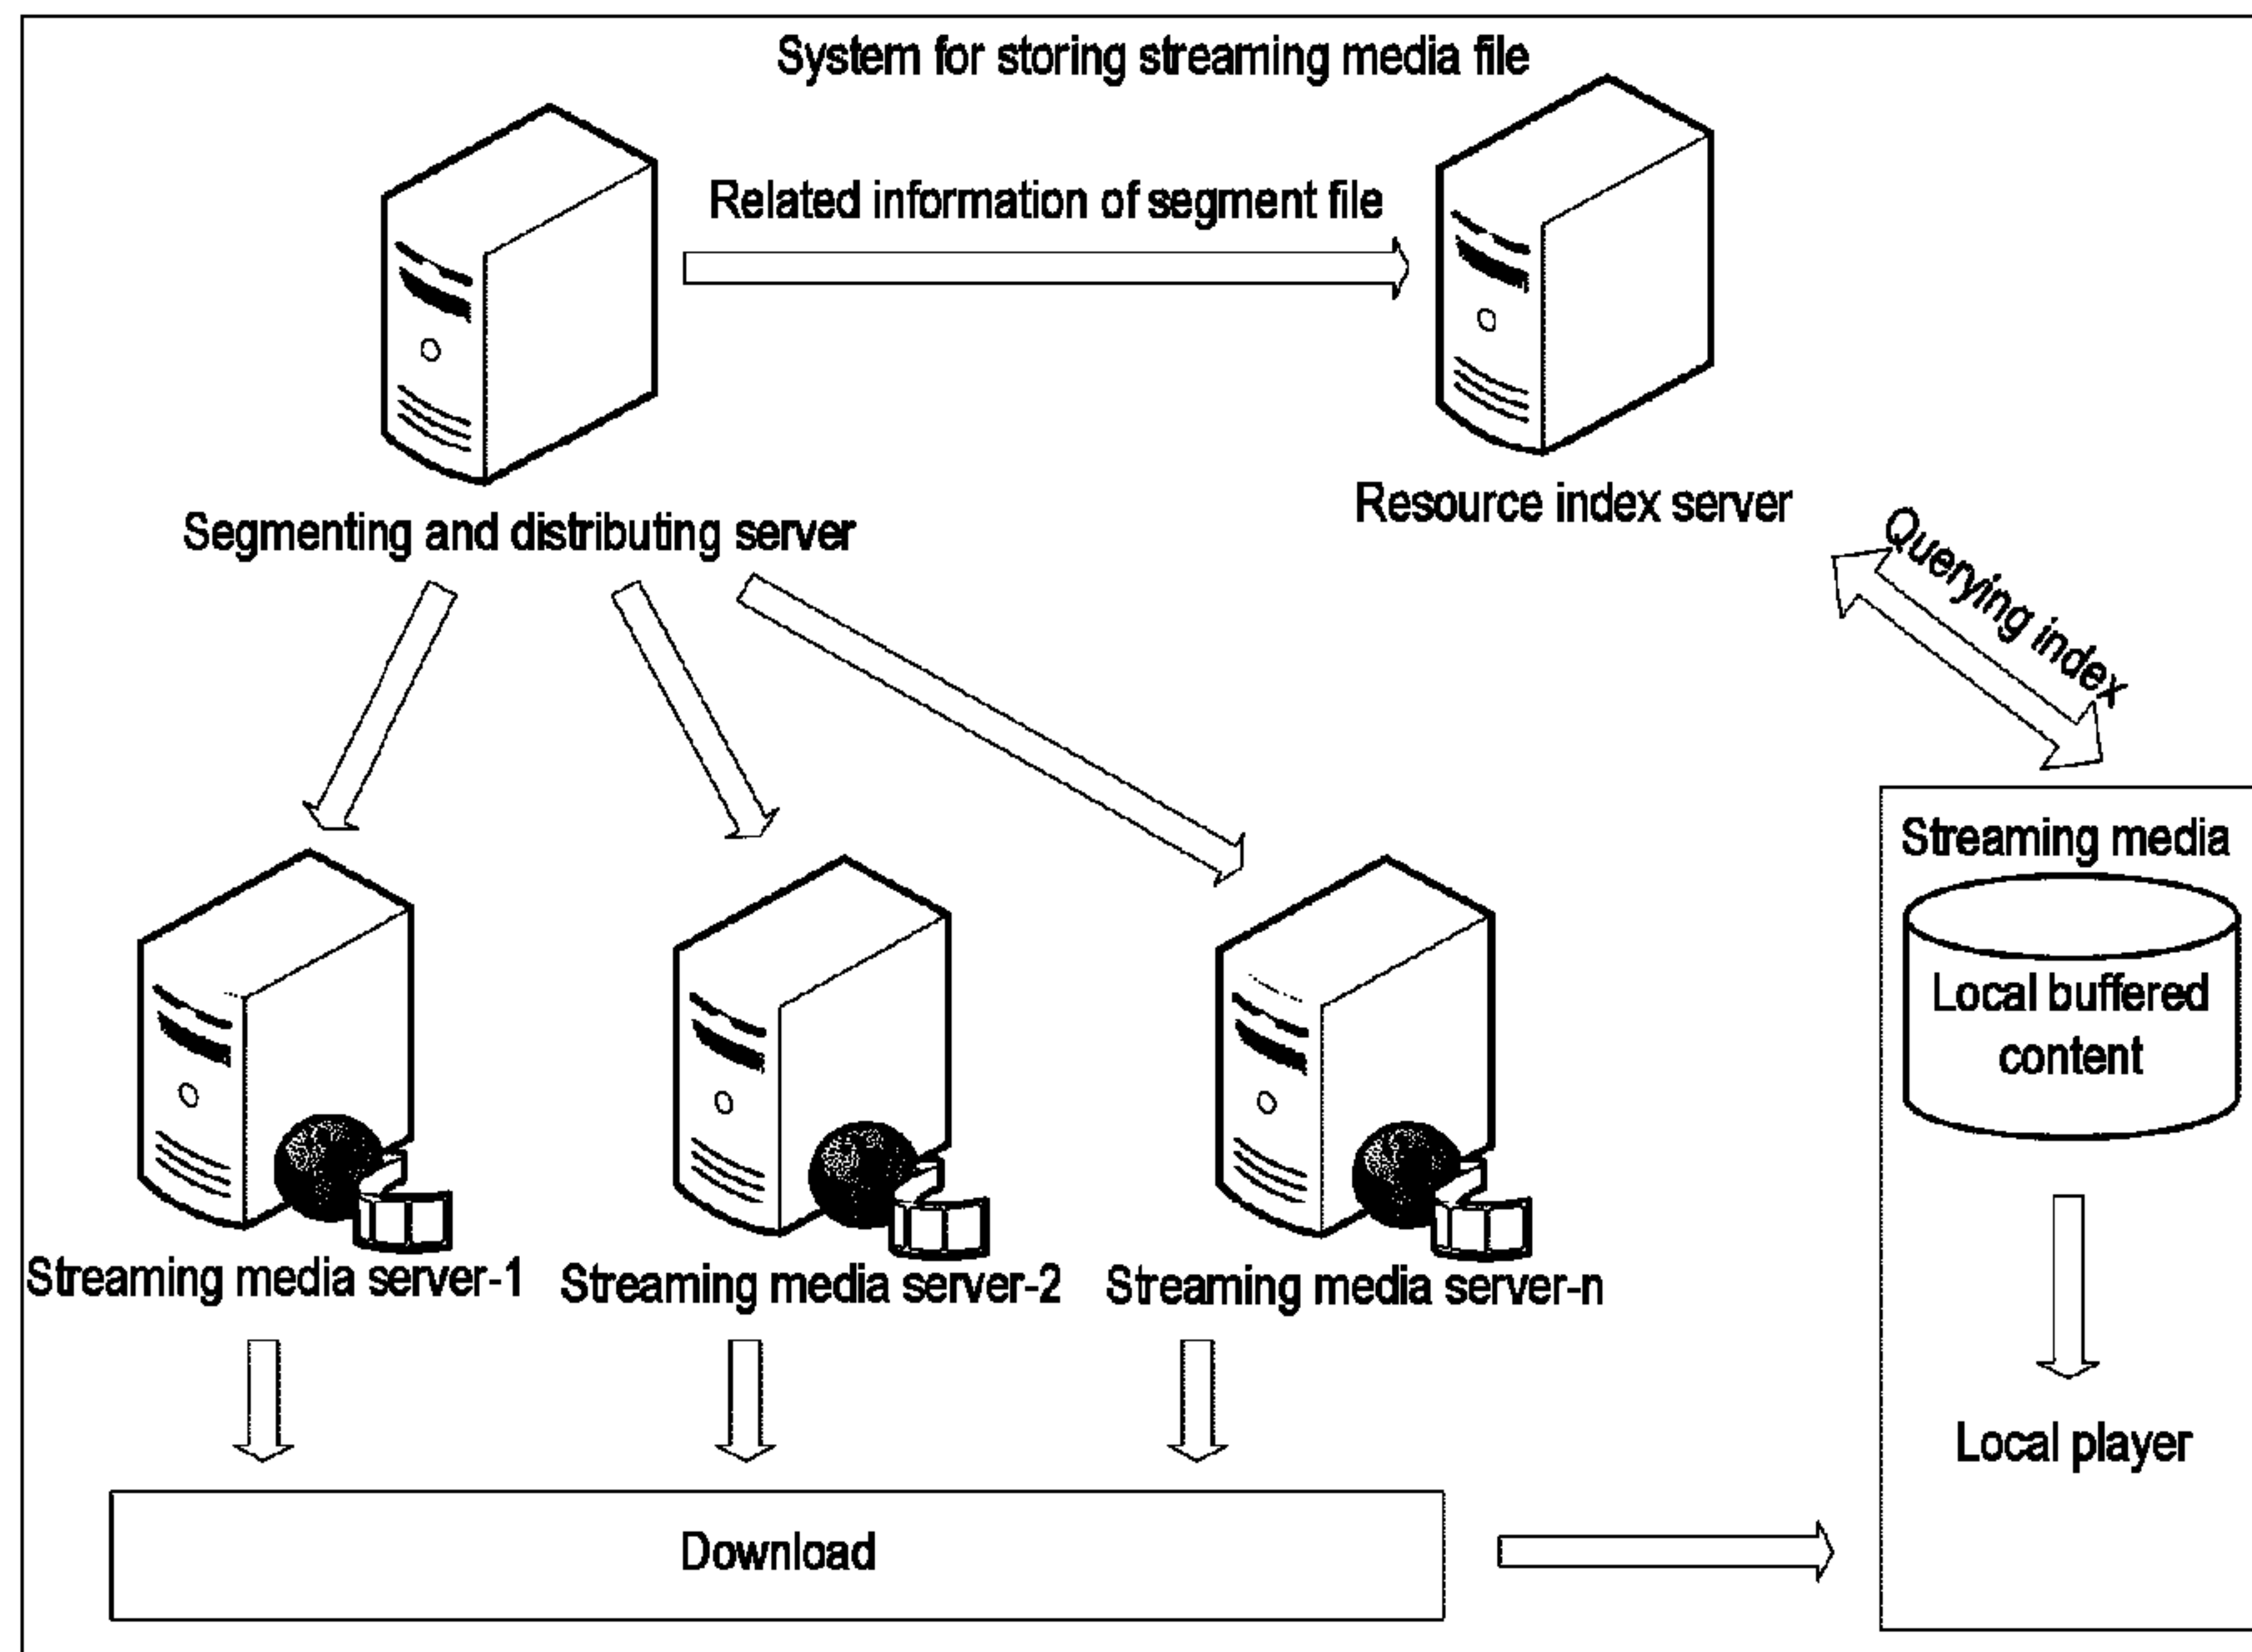 System for storing streaming media file
Related information of segment file
Segmenting and distributing server
Resource index server
Querying index
Streaming media
Local buffered
content
Local player
Streaming media server-1
Streaming media server-2
Streaming media server-n
Download